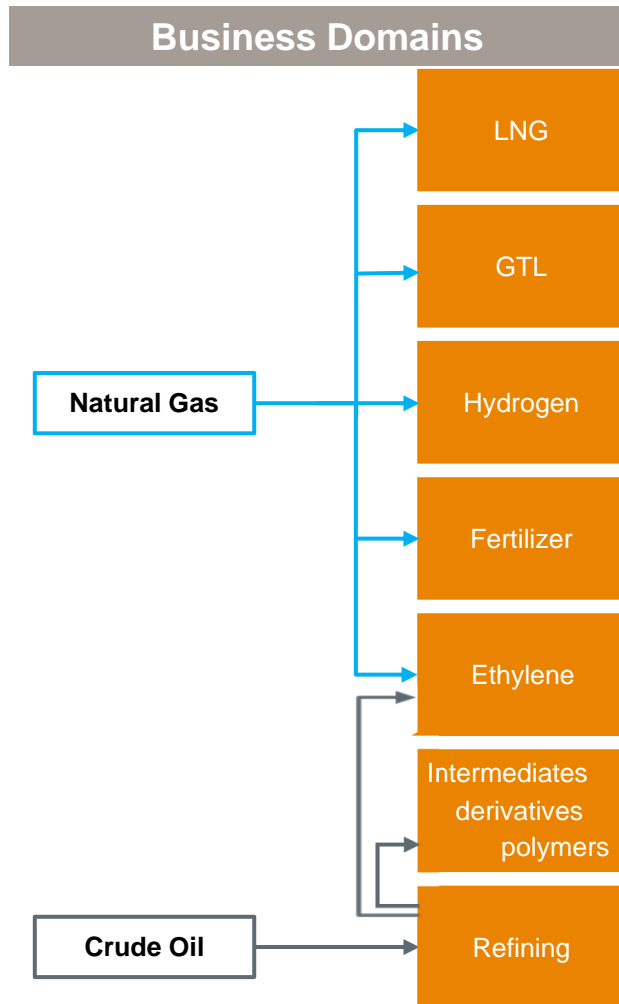 Business Domains
LNG
GTL
Natural Gas
Hydrogen
Fertilizer
Ethylene
Intermediates
derivatives
polymers
Crude Oil
Refining